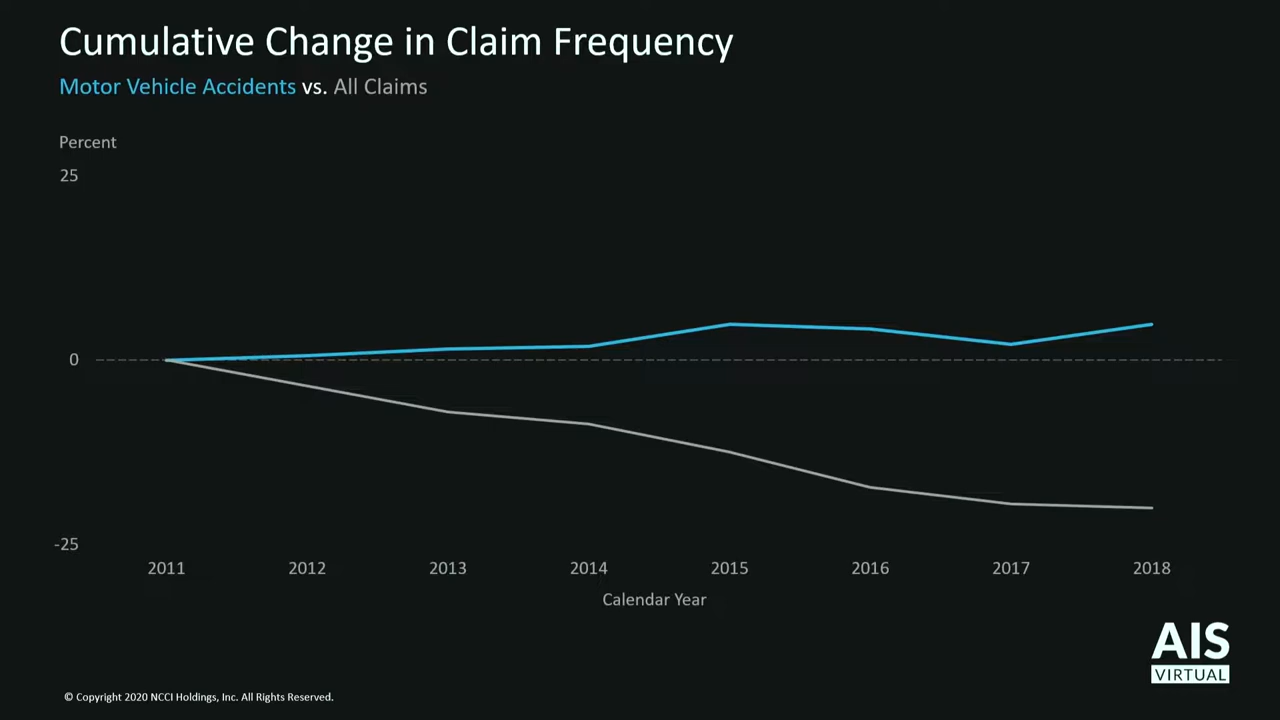 Cumulative Change in Claim Frequency
Motor Vehicle Accidents vs. All Claims
Percent
25
0
-25
2011 2012 2013 2014 2015 2016 2017 2018
Calendar Year
AIS
VIRTUAL
© Copyright 2020 NCCI Holdings, Inc. All Rights Reserved.